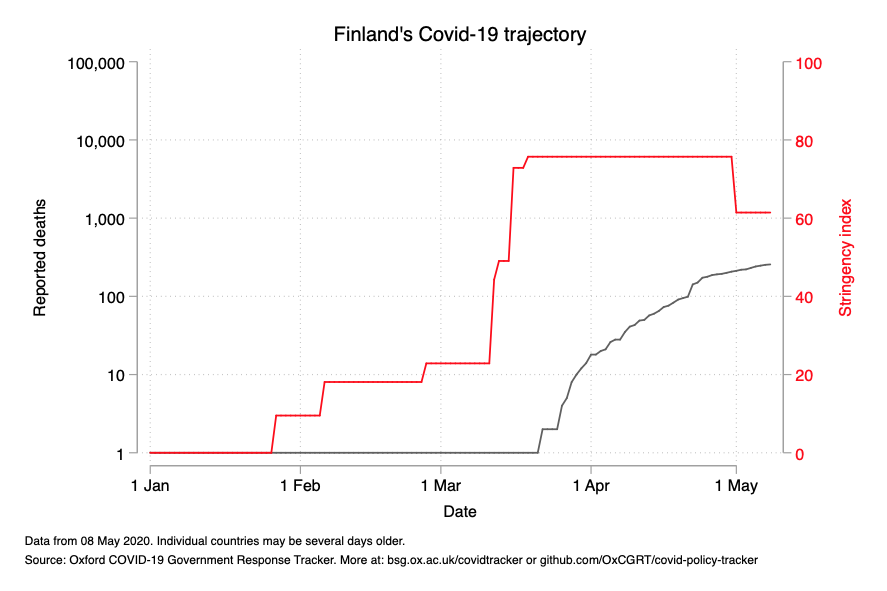 Finland's Covid-19 trajectory
100,000
10,000
1,000
100
10
1
Reported deaths
100
80
60
40
20
0
Stringency index
1 Jan
1 Feb
1 Mar
1 Apr
1 May
Date
Data from 08 May 2020. Individual countries may be several days older.
Source: Oxford COVID-19 Government Response Tracker. More at: bsg.ox.ac.uk/covidtracker or github.com/OxCGRT/covid-policy-tracker